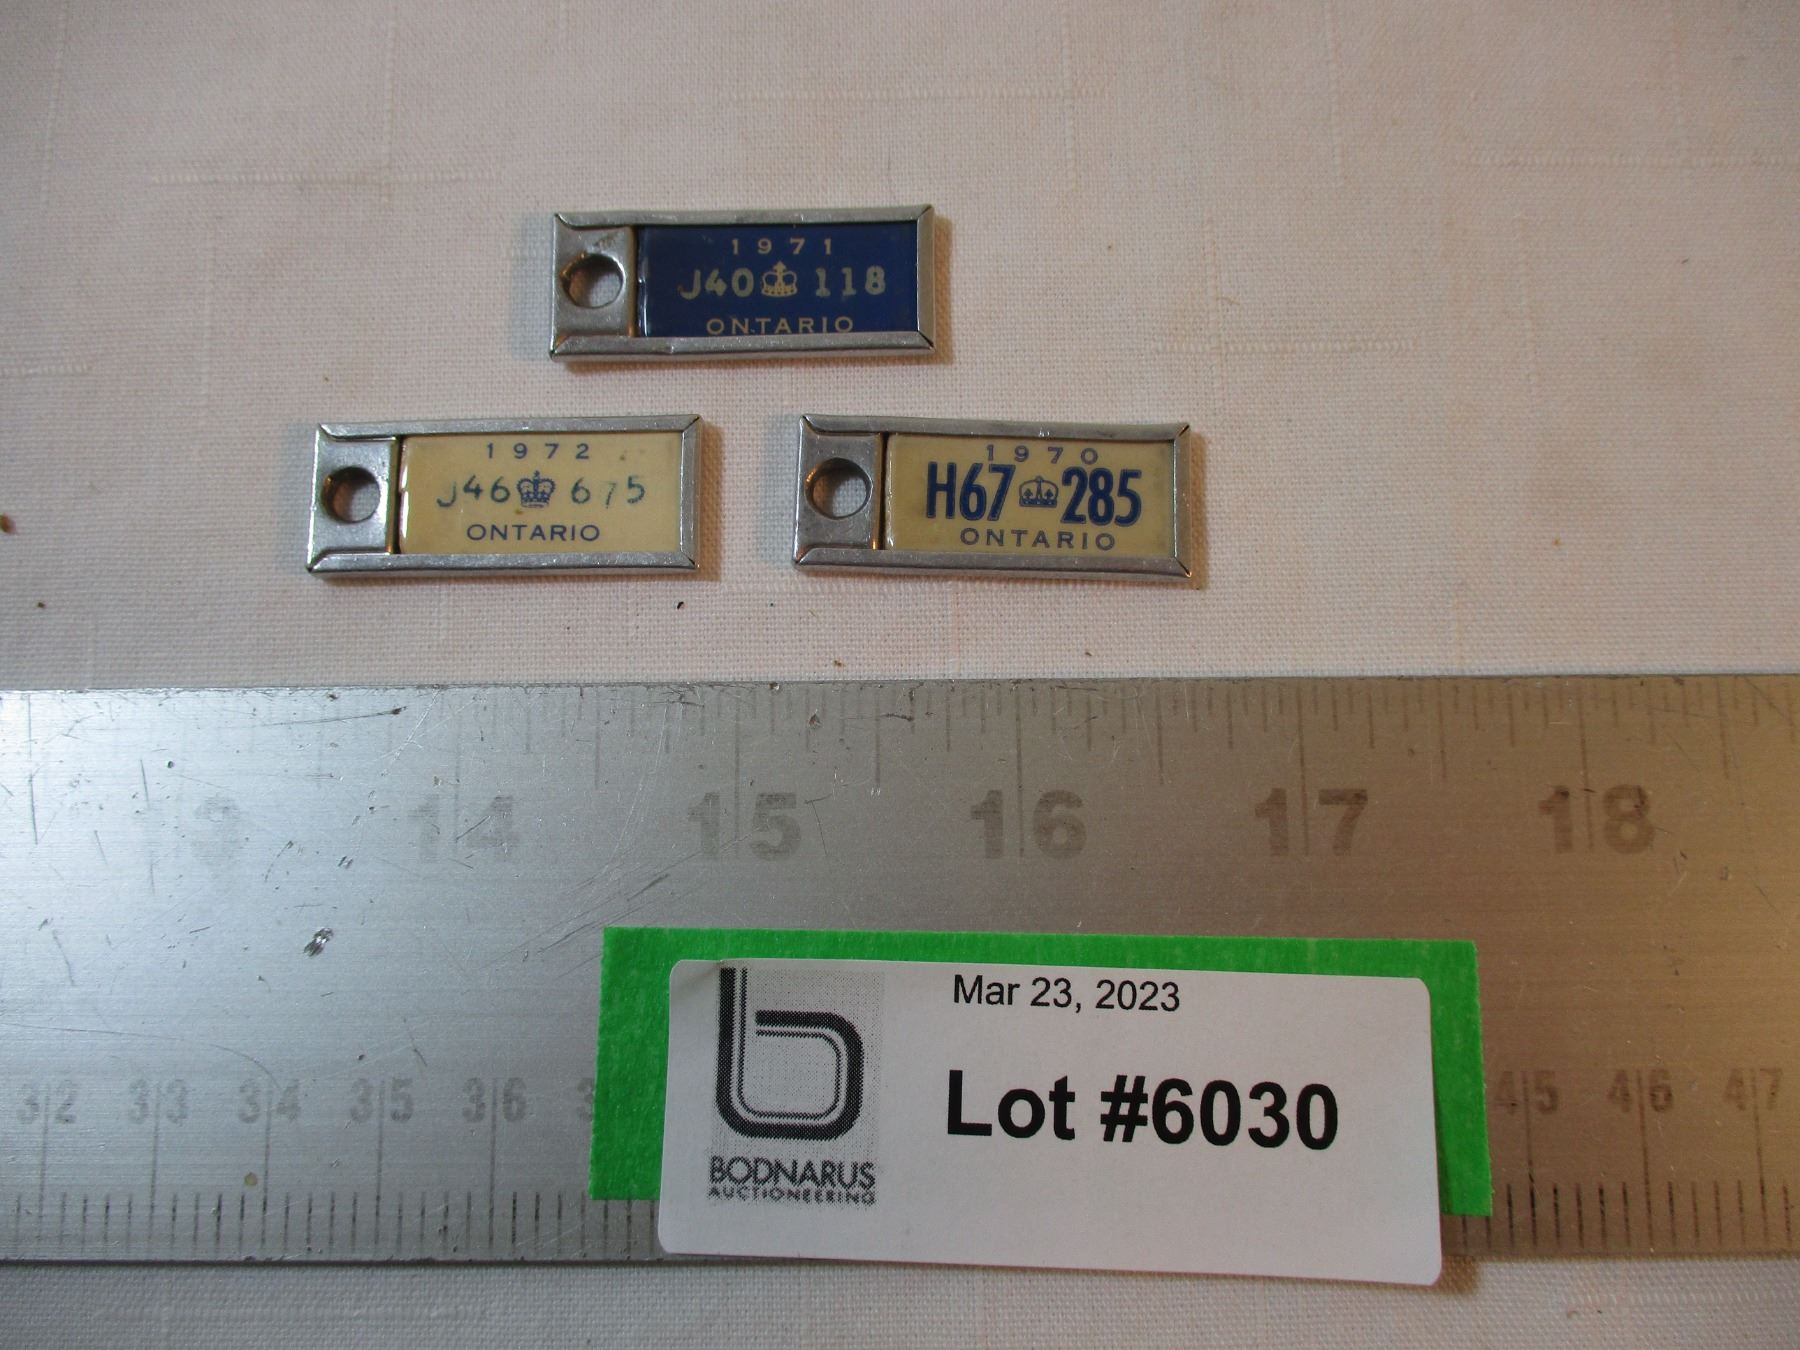 1971
J40 118
ONTARIO
1972
J46 675
ONTARIO
1970
H67 285
ONTARIO
14 15 16 17 18
Mar 23, 2023
Lot #6030
BODNARUS
AUCTIONEERING
32 33 34 35 36 45 46 47